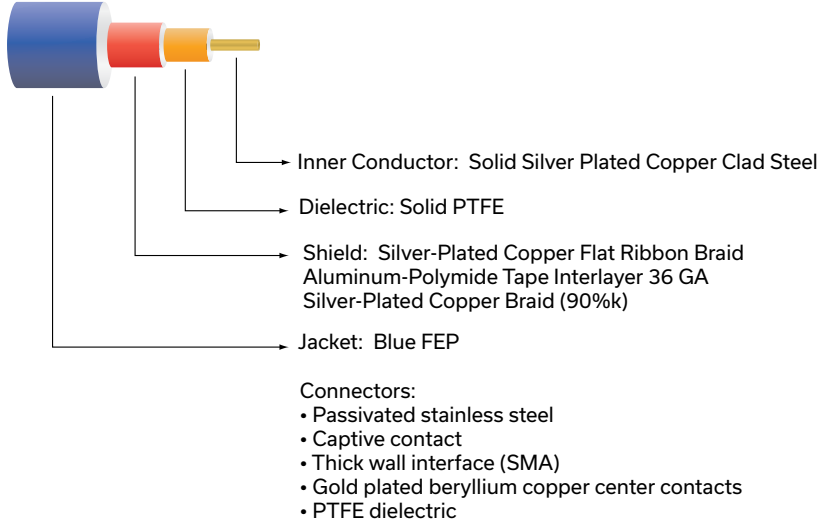 Inner Conductor: Solid Silver Plated Copper Clad Steel
Dielectric: Solid PTFE
Shield: Silver-Plated Copper Flat Ribbon Braid
Aluminum-Polymide Tape Interlayer 36 GA
Silver-Plated Copper Braid (90%k)
Jacket: Blue FEP
Connectors:
• Passivated stainless steel
• Captive contact
• Thick wall interface (SMA)
• Gold plated beryllium copper center contacts
• PTFE dielectric